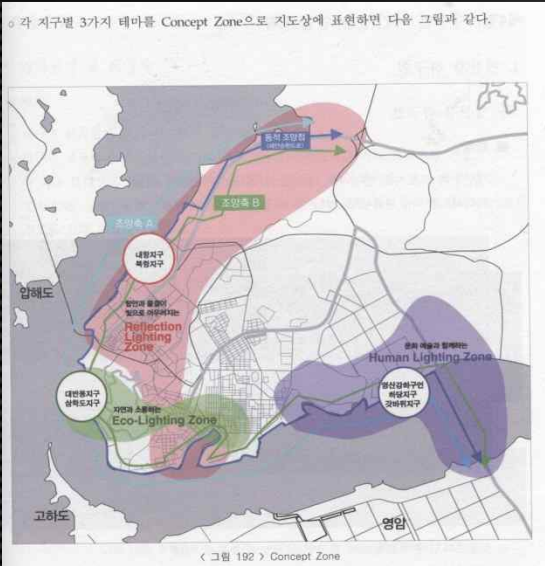 ○ 각 지구별 3가지 테마를 Concept Zone으로 지도상에 표현하면 다음 그림과 같다.
동적 조망점
조망축 B
조망축 A
내항지구
북항지구
압해도
빛으로 어우러지는
Reflection
Lighting
Zone
문화 예술과 함께하는
Human Lighting Zone
영산강하구언
하당지구
갓바위지구
대반동지구
삼학도지구
자연과 소통하는
Eco-Lighting Zone
고하도
영암
< 그림 192 > Concept Zone